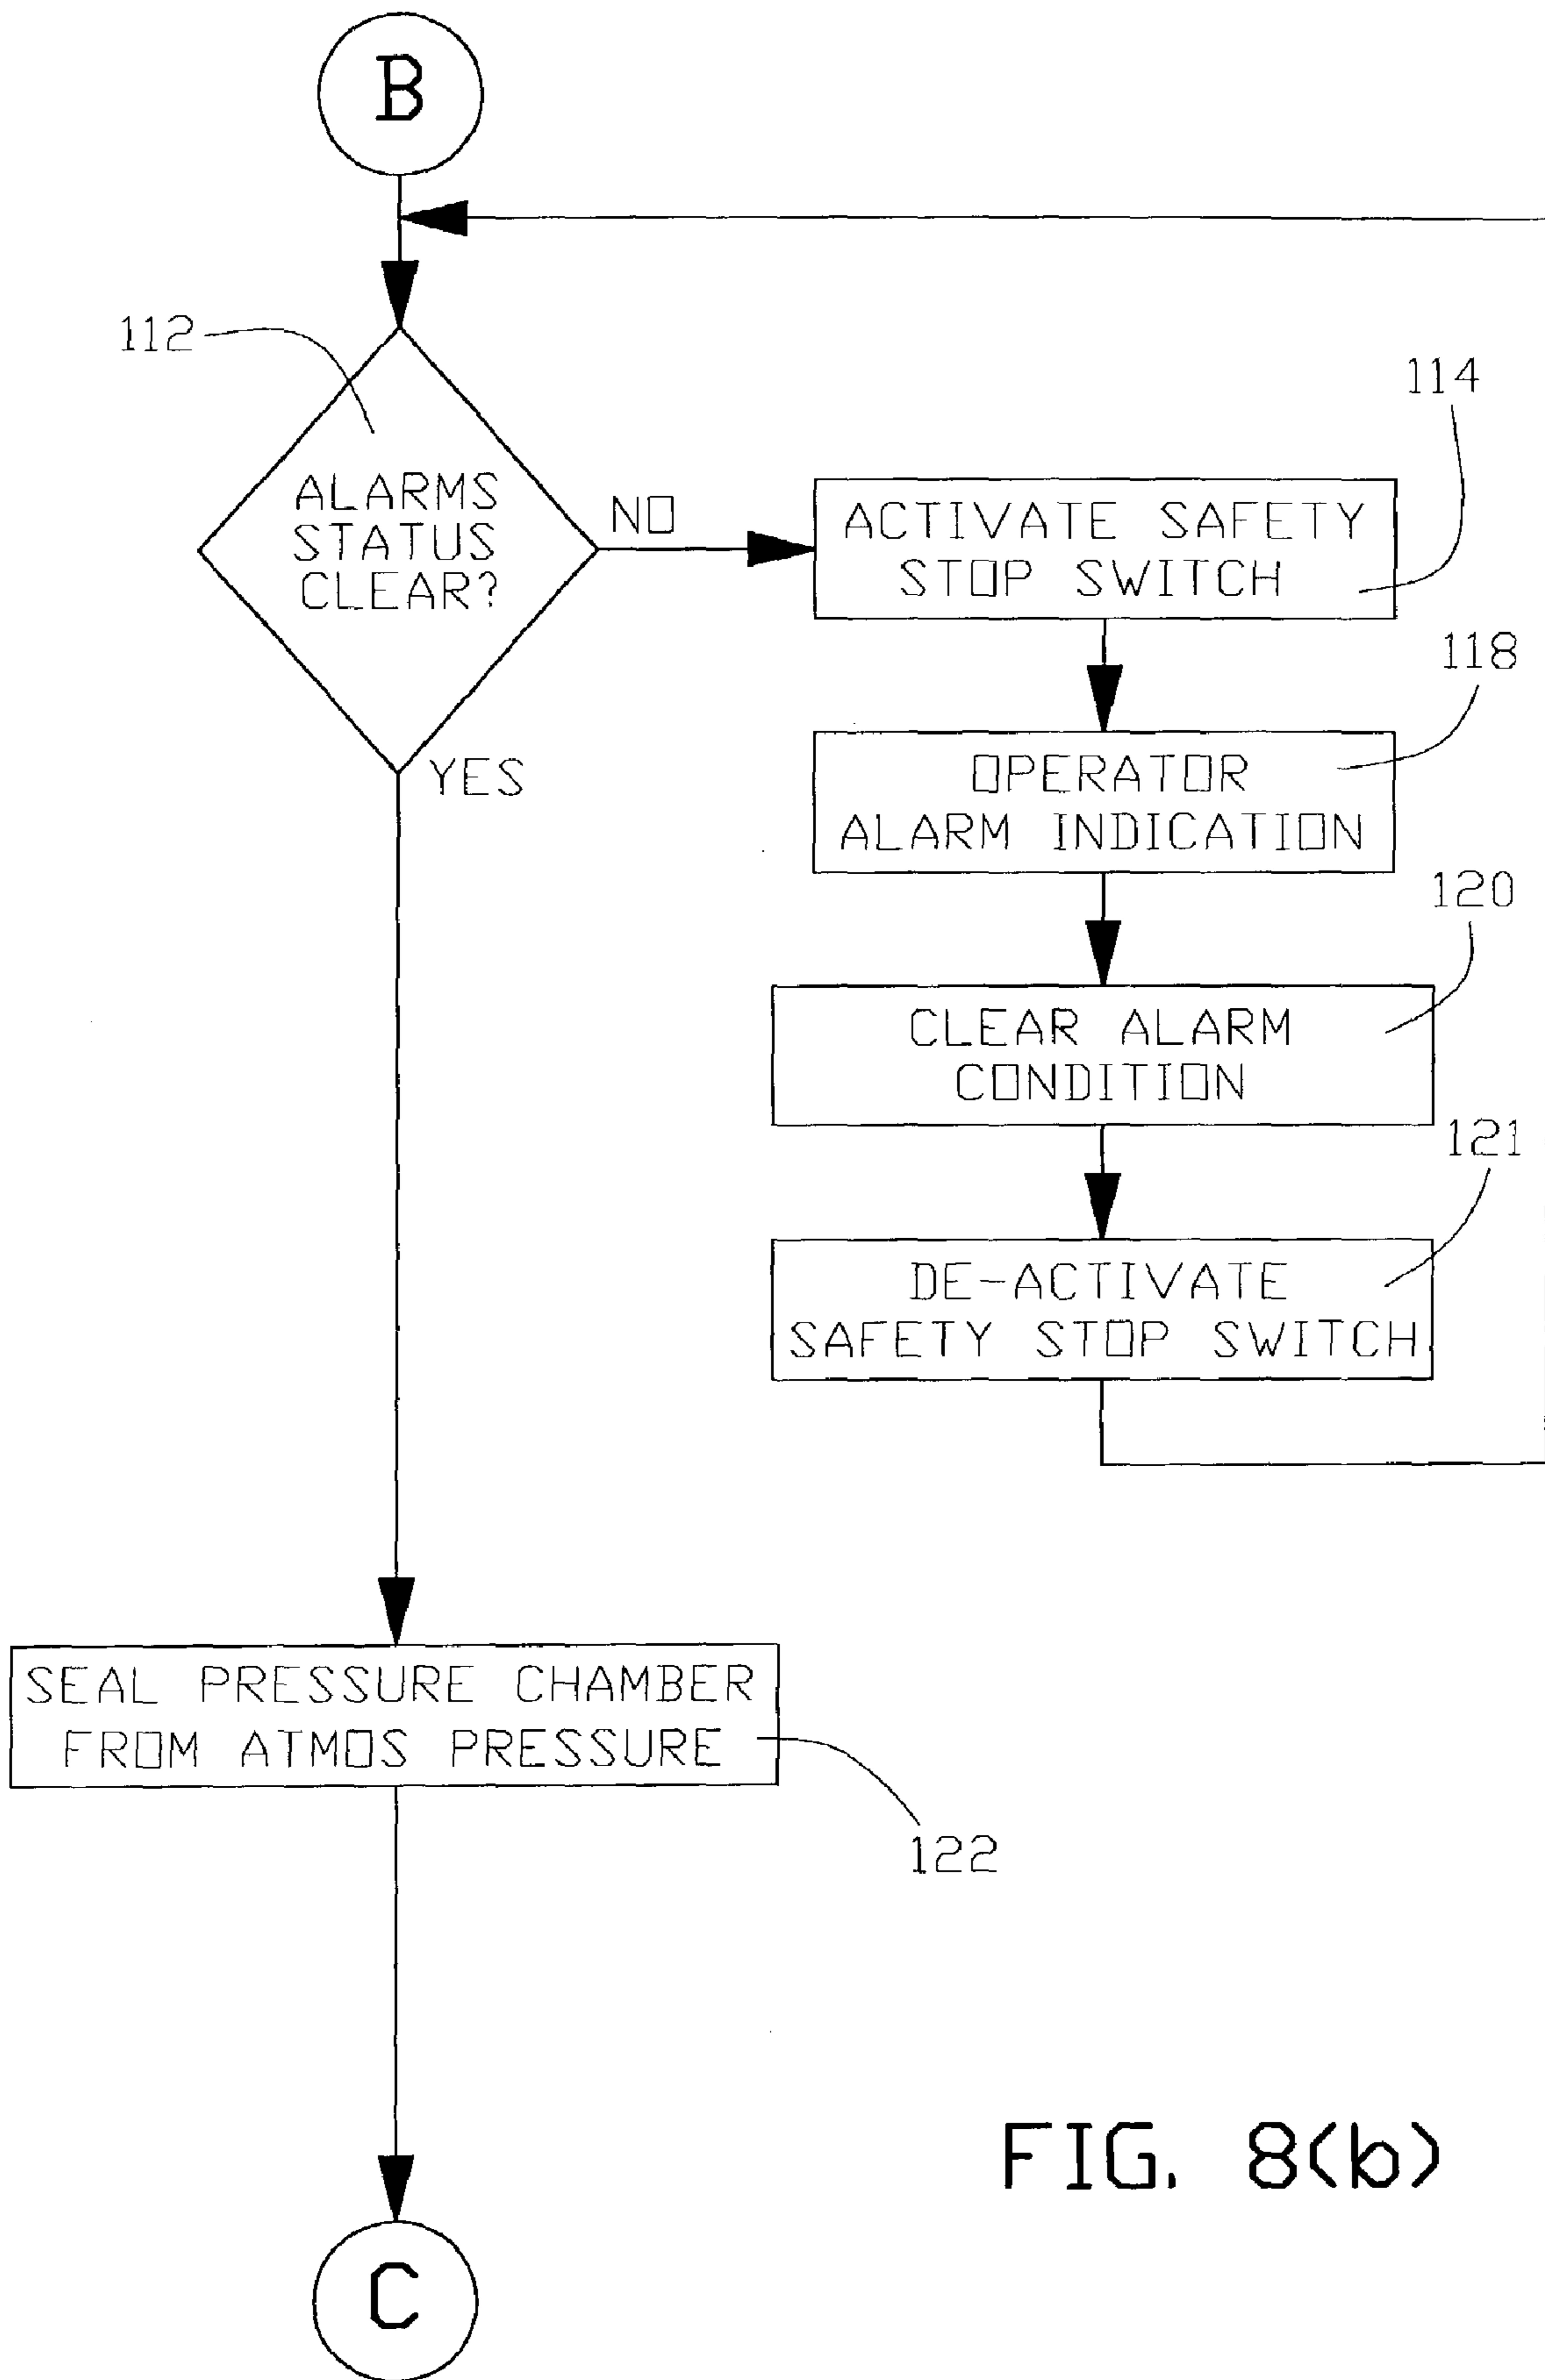 B
112
ALARMS
STATUS
CLEAR?
NO
YES
114
ACTIVATE SAFETY
STOP SWITCH
118
OPERATOR
ALARM INDICATION
120
CLEAR ALARM
CONDITION
121
DE-ACTIVATE
SAFETY STOP SWITCH
SEAL PRESSURE CHAMBER
FROM ATMOS PRESSURE
122
C
FIG. 8(b)